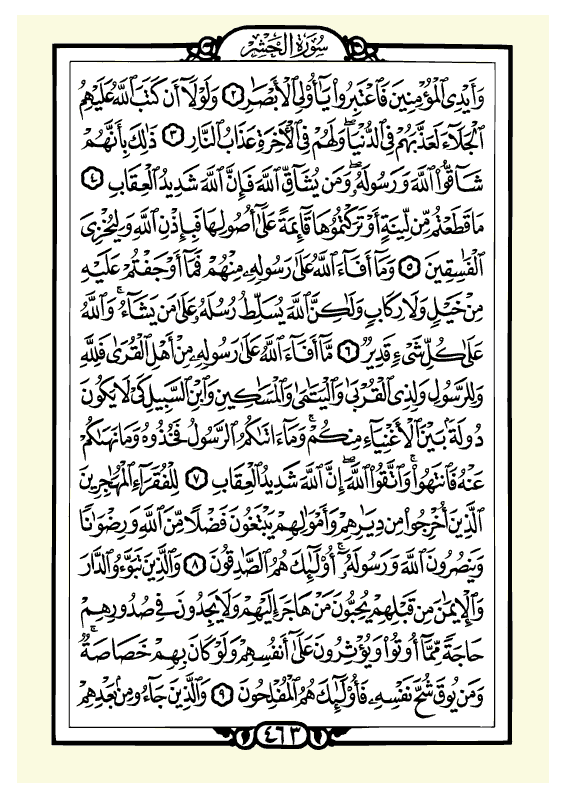 سورة الحشر
وَأَيْدِى الْمُؤْمِنِينَ فَاعْتَبِرُوا يَا أُولِى الْأَبْصَارِ ٢ وَلَوْلَا أَن كَتَبَ اللَّهُ عَلَيْهِمُ
الْجَلَاءَ لَعَذَّبَهُمْ فِى الدُّنْيَا وَلَهُمْ فِى الْآخِرَةِ عَذَابُ النَّارِ ٣ ذَٰلِكَ بِأَنَّهُمْ
شَاقُّوا اللَّهَ وَرَسُولَهُ وَمَن يُشَاقِّ اللَّهَ فَإِنَّ اللَّهَ شَدِيدُ الْعِقَابِ ٤
مَا قَطَعْتُم مِّن لِّينَةٍ أَوْ تَرَكْتُمُوهَا قَائِمَةً عَلَىٰ أُصُولِهَا فَبِإِذْنِ اللَّهِ وَلِيُخْزِىَ
الْفَاسِقِينَ ٥ وَمَا أَفَاءَ اللَّهُ عَلَىٰ رَسُولِهِ مِنْهُمْ فَمَا أَوْجَفْتُمْ عَلَيْهِ
مِنْ خَيْلٍ وَلَا رِكَابٍ وَلَٰكِنَّ اللَّهَ يُسَلِّطُ رُسُلَهُ عَلَىٰ مَن يَشَاءُ ۚ وَاللَّهُ
عَلَىٰ كُلِّ شَىْءٍ قَدِيرٌ ٦ مَّا أَفَاءَ اللَّهُ عَلَىٰ رَسُولِهِ مِنْ أَهْلِ الْقُرَىٰ فَلِلَّهِ
وَلِلرَّسُولِ وَلِذِى الْقُرْبَىٰ وَالْيَتَامَىٰ وَالْمَسَاكِينِ وَابْنِ السَّبِيلِ كَىْ لَا يَكُونَ
دُولَةً بَيْنَ الْأَغْنِيَاءِ مِنكُمْ ۚ وَمَا آتَاكُمُ الرَّسُولُ فَخُذُوهُ وَمَا نَهَاكُمْ
عَنْهُ فَانتَهُوا ۚ وَاتَّقُوا اللَّهَ ۖ إِنَّ اللَّهَ شَدِيدُ الْعِقَابِ ٧ لِلْفُقَرَاءِ الْمُهَاجِرِينَ
الَّذِينَ أُخْرِجُوا مِن دِيَارِهِمْ وَأَمْوَالِهِمْ يَبْتَغُونَ فَضْلًا مِّنَ اللَّهِ وَرِضْوَانًا
وَيَنصُرُونَ اللَّهَ وَرَسُولَهُ ۚ أُولَٰئِكَ هُمُ الصَّادِقُونَ ٨ وَالَّذِينَ تَبَوَّءُو الدَّارَ
وَالْإِيمَانَ مِن قَبْلِهِمْ يُحِبُّونَ مَنْ هَاجَرَ إِلَيْهِمْ وَلَا يَجِدُونَ فِى صُدُورِهِمْ
حَاجَةً مِّمَّا أُوتُوا وَيُؤْثِرُونَ عَلَىٰ أَنفُسِهِمْ وَلَوْ كَانَ بِهِمْ خَصَاصَةٌ ۚ
وَمَن يُوقَ شُحَّ نَفْسِهِ فَأُولَٰئِكَ هُمُ الْمُفْلِحُونَ ٩ وَالَّذِينَ جَاءُو مِن بَعْدِهِمْ
٤٦٣